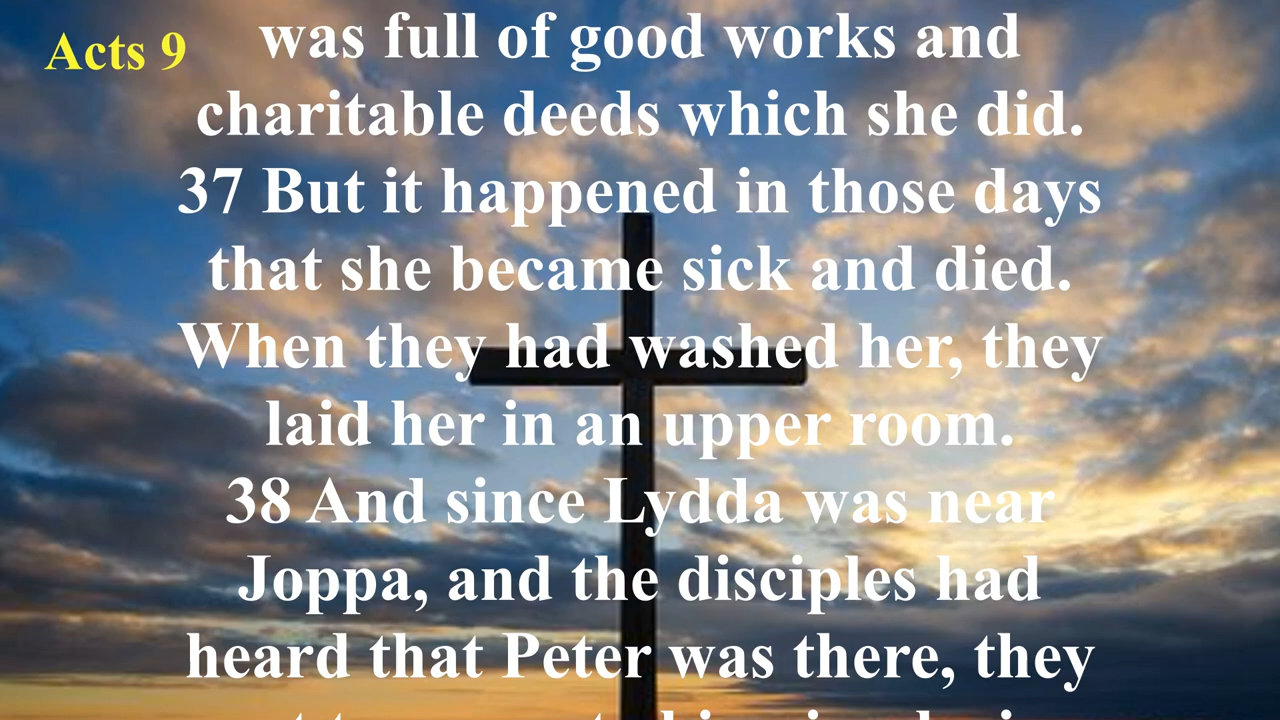 Acts 9
was full of good works and
charitable deeds which she did.
37 But it happened in those days
that she became sick and died.
When they had washed her, they
laid her in an upper room.
38 And since Lydda was near
Joppa, and the disciples had
heard that Peter was there, they